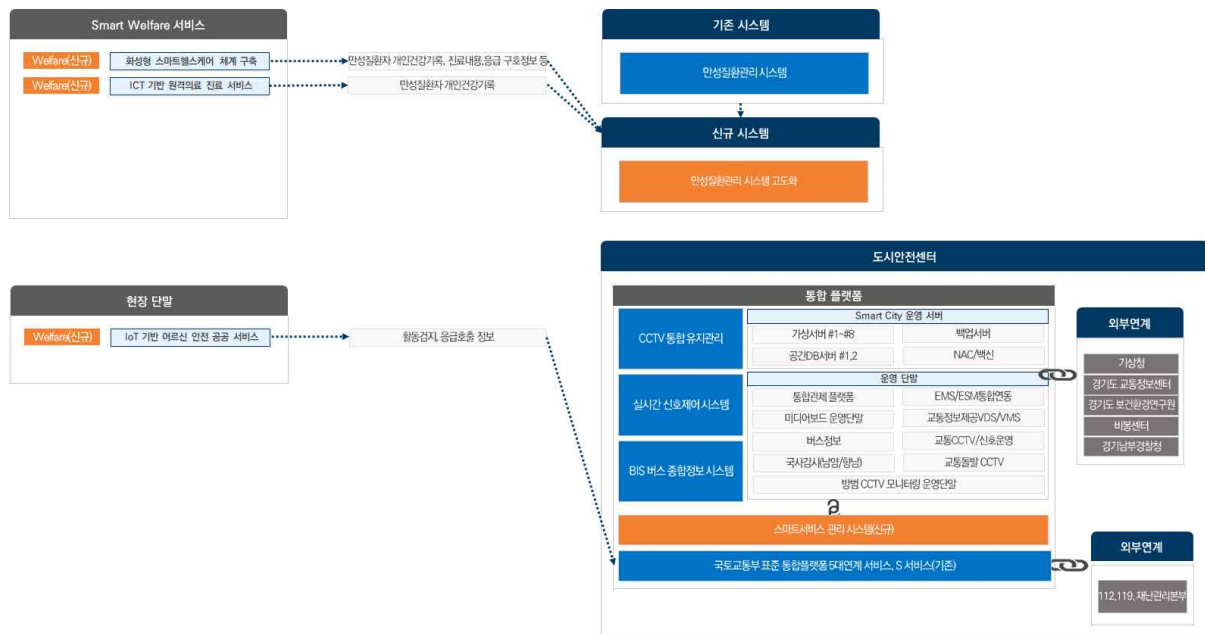 Smart Welfare 서비스
Welfare(신규)
화성형 스마트헬스케어 체계 구축
만성질환자 개인건강기록, 진료내용,응급 구호정보 등
Welfare(신규)
ICT 기반 원격의료 진료 서비스
만성질환자 개인건강기록
기존 시스템
만성질환관리 시스템
신규 시스템
만성질환관리 시스템 고도화
현장 단말
Welfare(신규)
IoT 기반 어르신 안전 공공 서비스
활동검지, 응급호출 정보
도시안전센터
통합 플랫폼
CCTV 통합 유지관리
실시간 신호제어 시스템
BIS 버스 종합정보 시스템
Smart City 운영 서버
가상서버 #1~#8
백업서버
공간DB서버 #1,2
NAC/백신
운영 단말
통합관제 플랫폼
EMS/ESM통합연동
미디어보드 운영단말
교통정보제공VDS/VMS
버스정보
교통CCTV/신호운영
국사감시(남양/향남)
교통돌발 CCTV
방범 CCTV 모니터링 운영단말
스마트서비스 관리 시스템(신규)
국토교통부 표준 통합플랫폼 5대연계 서비스, S 서비스(기존)
외부연계
기상청
경기도 교통정보센터
경기도 보건환경연구원
비봉센터
경기남부경찰청
외부연계
112,119, 재난관리본부